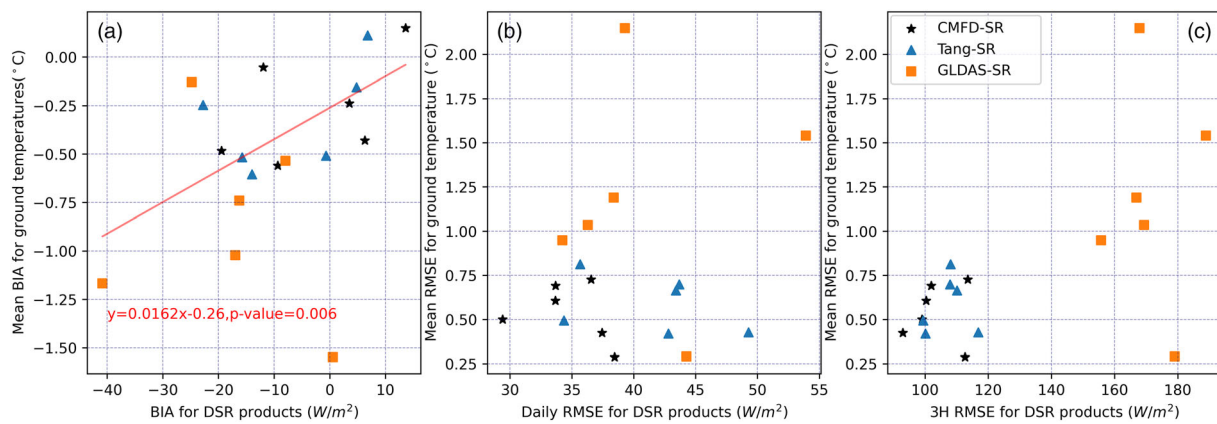 (a)
Mean BIA for ground temperatures(°C)
0.00
−0.25
−0.50
−0.75
−1.00
−1.25
−1.50
y=0.0162x-0.26,p-value=0.006
−40 −30 −20 −10 0 10
BIA for DSR products (W/m²)
(b)
Mean RMSE for ground temperature (°C)
2.00
1.75
1.50
1.25
1.00
0.75
0.50
0.25
30 35 40 45 50 55
Daily RMSE for DSR products (W/m²)
CMFD-SR
Tang-SR
GLDAS-SR
(c)
Mean RMSE for ground temperature (°C)
2.00
1.75
1.50
1.25
1.00
0.75
0.50
0.25
100 120 140 160 180
3H RMSE for DSR products (W/m²)